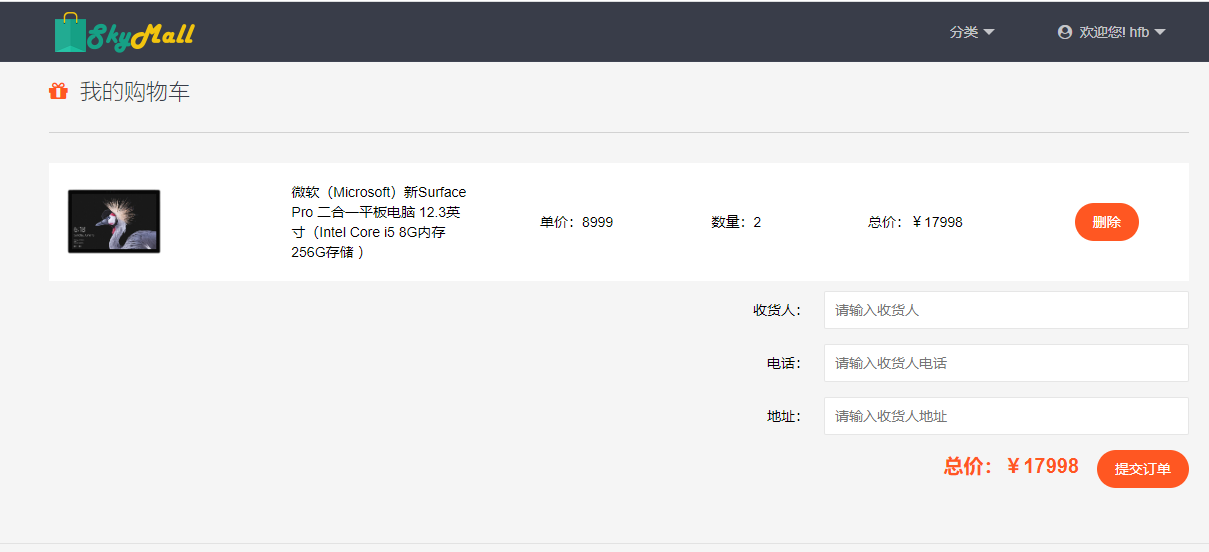 SkyMall
分类
欢迎您! hfb
我的购物车
微软（Microsoft）新Surface
Pro 二合一平板电脑 12.3英
寸（Intel Core i5 8G内存
256G存储 ）
单价：8999
数量：2
总价：￥17998
删除
收货人：
请输入收货人
电话：
请输入收货人电话
地址：
请输入收货人地址
总价：￥17998
提交订单